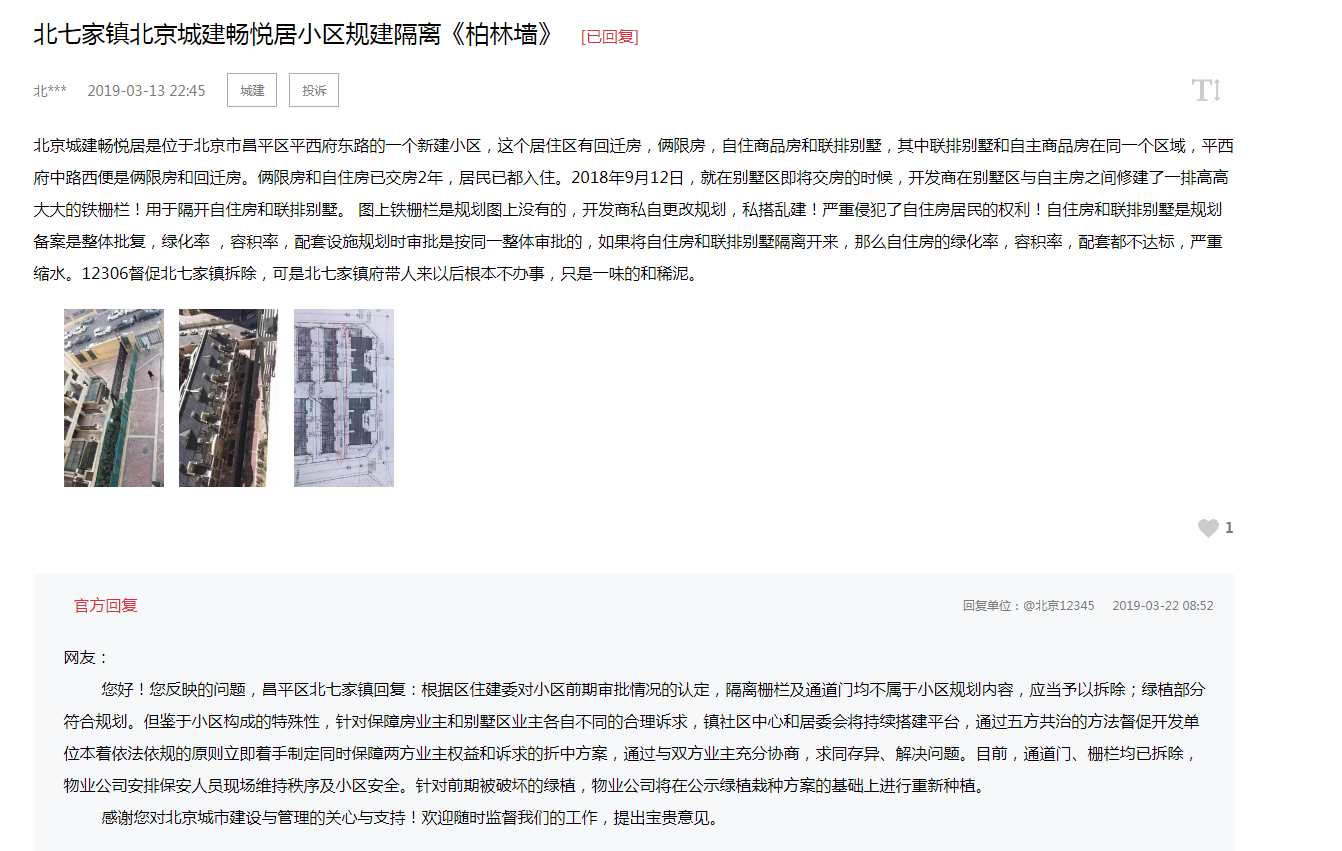 北七家镇北京城建畅悦居小区规建隔离《柏林墙》 [已回复]
北*** 2019-03-13 22:45 城建 投诉
北京城建畅悦居是位于北京市昌平区平西府东路的一个新建小区，这个居住区有回迁房，俩限房，自住商品房和联排别墅，其中联排别墅和自主商品房在同一个区域，平西
府中路西便是俩限房和回迁房。俩限房和自住房已交房2年，居民已都入住。2018年9月12日，就在别墅区即将交房的时候，开发商在别墅区与自主房之间修建了一排高高
大大的铁栅栏！用于隔开自住房和联排别墅。 图上铁栅栏是规划图上没有的，开发商私自更改规划，私搭乱建！严重侵犯了自住房居民的权利！自住房和联排别墅是规划
备案是整体批复，绿化率 ，容积率，配套设施规划时审批是按同一整体审批的，如果将自住房和联排别墅隔离开来，那么自住房的绿化率，容积率，配套都不达标，严重
缩水。12306督促北七家镇拆除，可是北七家镇府带人来以后根本不办事，只是一味的和稀泥。
1
官方回复 回复单位：@北京12345 2019-03-22 08:52
网友：
您好！您反映的问题，昌平区北七家镇回复：根据区住建委对小区前期审批情况的认定，隔离栅栏及通道门均不属于小区规划内容，应当予以拆除；绿植部分
符合规划。但鉴于小区构成的特殊性，针对保障房业主和别墅区业主各自不同的合理诉求，镇社区中心和居委会将持续搭建平台，通过五方共治的方法督促开发单
位本着依法依规的原则立即着手制定同时保障两方业主权益和诉求的折中方案，通过与双方业主充分协商，求同存异、解决问题。目前，通道门、栅栏均已拆除，
物业公司安排保安人员现场维持秩序及小区安全。针对前期被破坏的绿植，物业公司将在公示绿植栽种方案的基础上进行重新种植。
感谢您对北京城市建设与管理的关心与支持！欢迎随时监督我们的工作，提出宝贵意见。